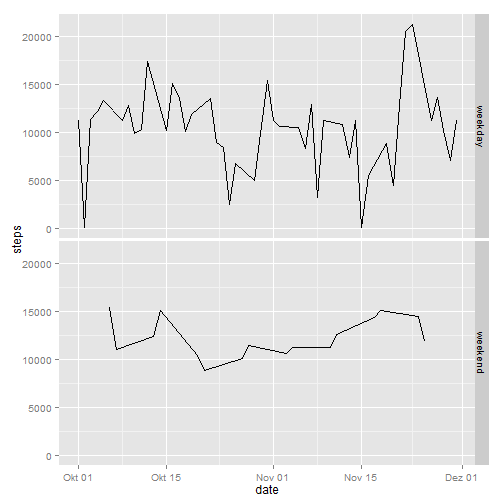 steps
20000
15000
10000
5000
0
weekday
20000
15000
10000
5000
0
weekend
Okt 01
Okt 15
Nov 01
Nov 15
Dez 01
date